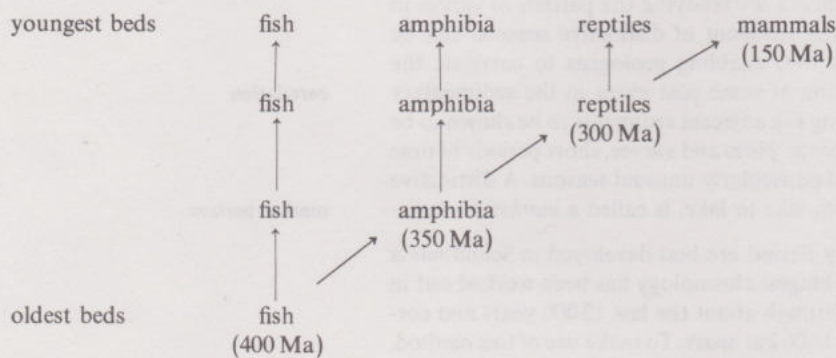 youngest beds fish amphibia reptiles mammals
(150 Ma)
fish amphibia reptiles
(300 Ma)
fish amphibia
(350 Ma)
oldest beds fish
(400 Ma)